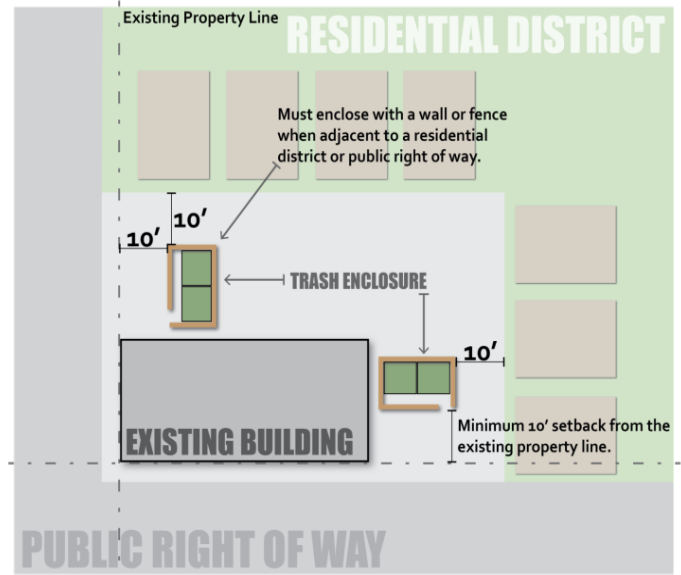 Existing Property Line
RESIDENTIAL DISTRICT
Must enclose with a wall or fence
when adjacent to a residential
district or public right of way.
10'
10'
TRASH ENCLOSURE
10'
EXISTING BUILDING
Minimum 10' setback from the
existing property line.
PUBLIC RIGHT OF WAY